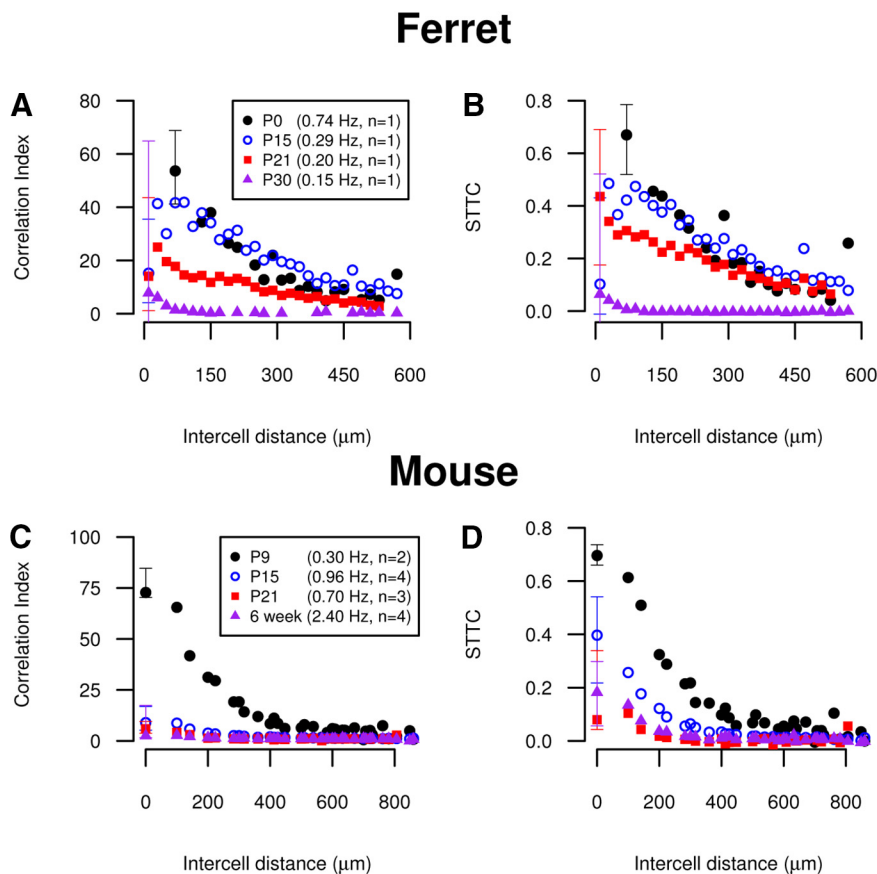 Ferret
A
Correlation Index
80
60
40
20
0
P0 (0.74 Hz, n=1)
P15 (0.29 Hz, n=1)
P21 (0.20 Hz, n=1)
P30 (0.15 Hz, n=1)
0 150 300 450 600
Intercell distance (μm)
B
STTC
0.8
0.6
0.4
0.2
0.0
0 150 300 450 600
Intercell distance (μm)
Mouse
C
Correlation Index
100
75
50
25
0
P9 (0.30 Hz, n=2)
P15 (0.96 Hz, n=4)
P21 (0.70 Hz, n=3)
6 week (2.40 Hz, n=4)
0 200 400 600 800
Intercell distance (μm)
D
STTC
0.8
0.6
0.4
0.2
0.0
0 200 400 600 800
Intercell distance (μm)